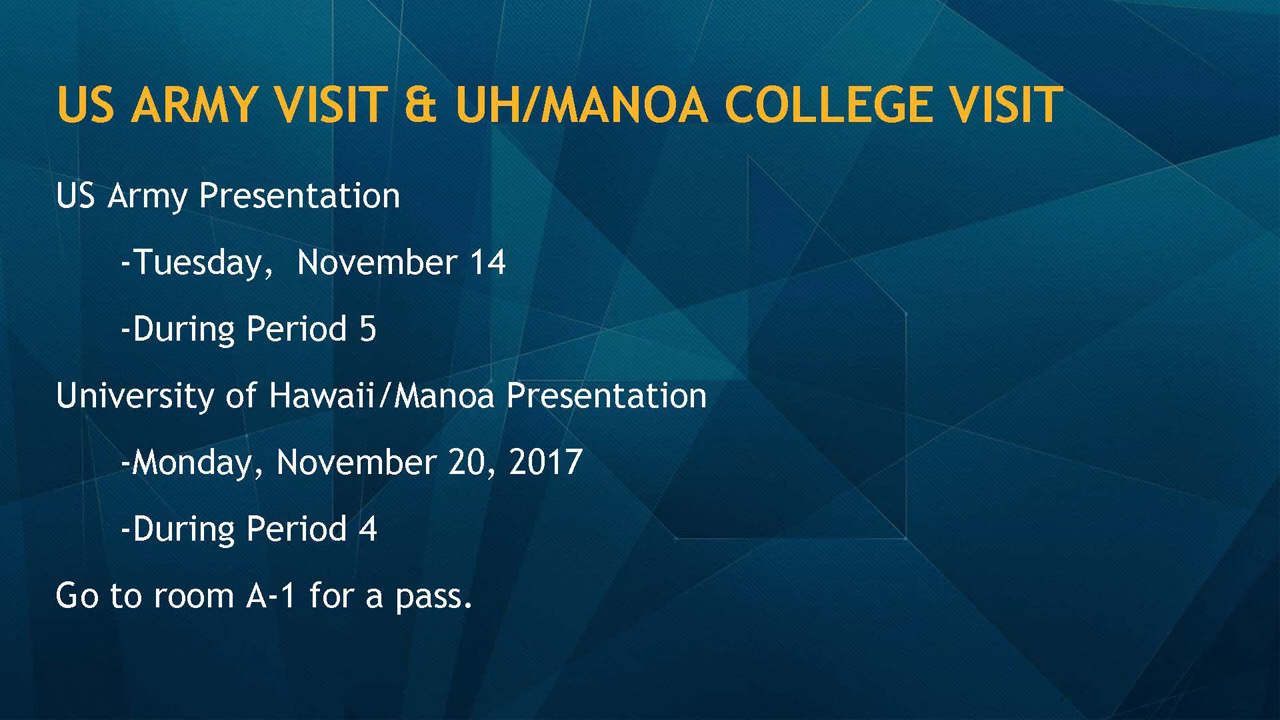 US ARMY VISIT & UH/MANOA COLLEGE VISIT
US Army Presentation
-Tuesday,  November 14
-During Period 5
University of Hawaii/Manoa Presentation
-Monday, November 20, 2017
-During Period 4
Go to room A-1 for a pass.